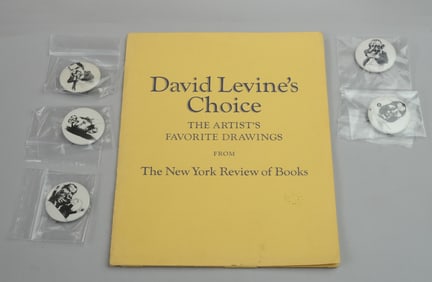 David Levine's
Choice
THE ARTIST'S
FAVORITE DRAWINGS
FROM
The New York Review of Books